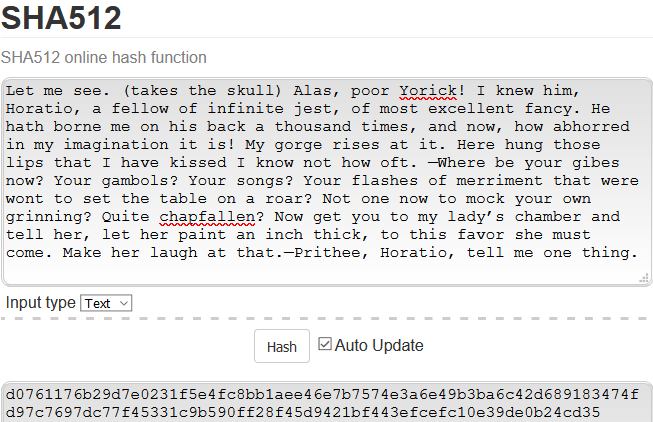 SHA512
SHA512 online hash function
Let me see. (takes the skull) Alas, poor Yorick! I knew him,
Horatio, a fellow of infinite jest, of most excellent fancy. He
hath borne me on his back a thousand times, and now, how abhorred
in my imagination it is! My gorge rises at it. Here hung those
lips that I have kissed I know not how oft. —Where be your gibes
now? Your gambols? Your songs? Your flashes of merriment that were
wont to set the table on a roar? Not one now to mock your own
grinning? Quite chapfallen? Now get you to my lady’s chamber and
tell her, let her paint an inch thick, to this favor she must
come. Make her laugh at that.—Prithee, Horatio, tell me one thing.
Input type Text
Hash Auto Update
d0761176b29d7e0231f5e4fc8bb1aee46e7b7574e3a6e49b3ba6c42d689183474f
d97c7697dc77f45331c9b590ff28f45d9421bf443efcefc10e39de0b24cd35